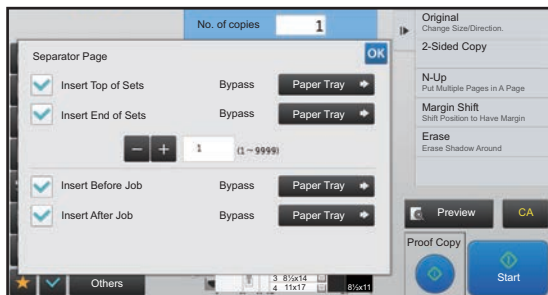 No. of copies 1
Original
Change Size/Direction.
2-Sided Copy
N-Up
Put Multiple Pages in A Page
Margin Shift
Shift Position to Have Margin
Erase
Erase Shadow Around
Separator Page
OK
Insert Top of Sets Bypass Paper Tray
Insert End of Sets Bypass Paper Tray
1 (1~9999)
Insert Before Job Bypass Paper Tray
Insert After Job Bypass Paper Tray
Preview CA
Proof Copy
Start
Others
3 8½x14
4 11x17
8½x11